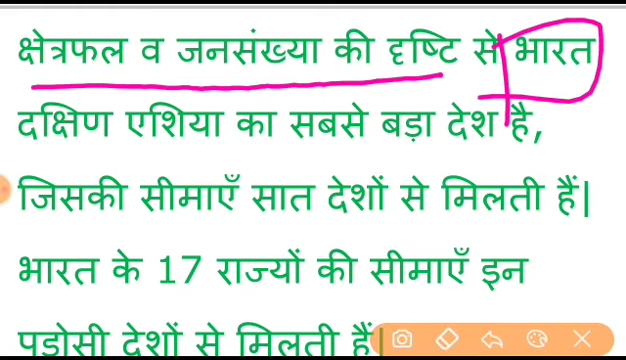 क्षेत्रफल व जनसंख्या की दृष्टि से भारत
दक्षिण एशिया का सबसे बड़ा देश है,
जिसकी सीमाएँ सात देशों से मिलती हैं|
भारत के 17 राज्यों की सीमाएँ इन
पड़ोसी देशों से मिलती हैं|